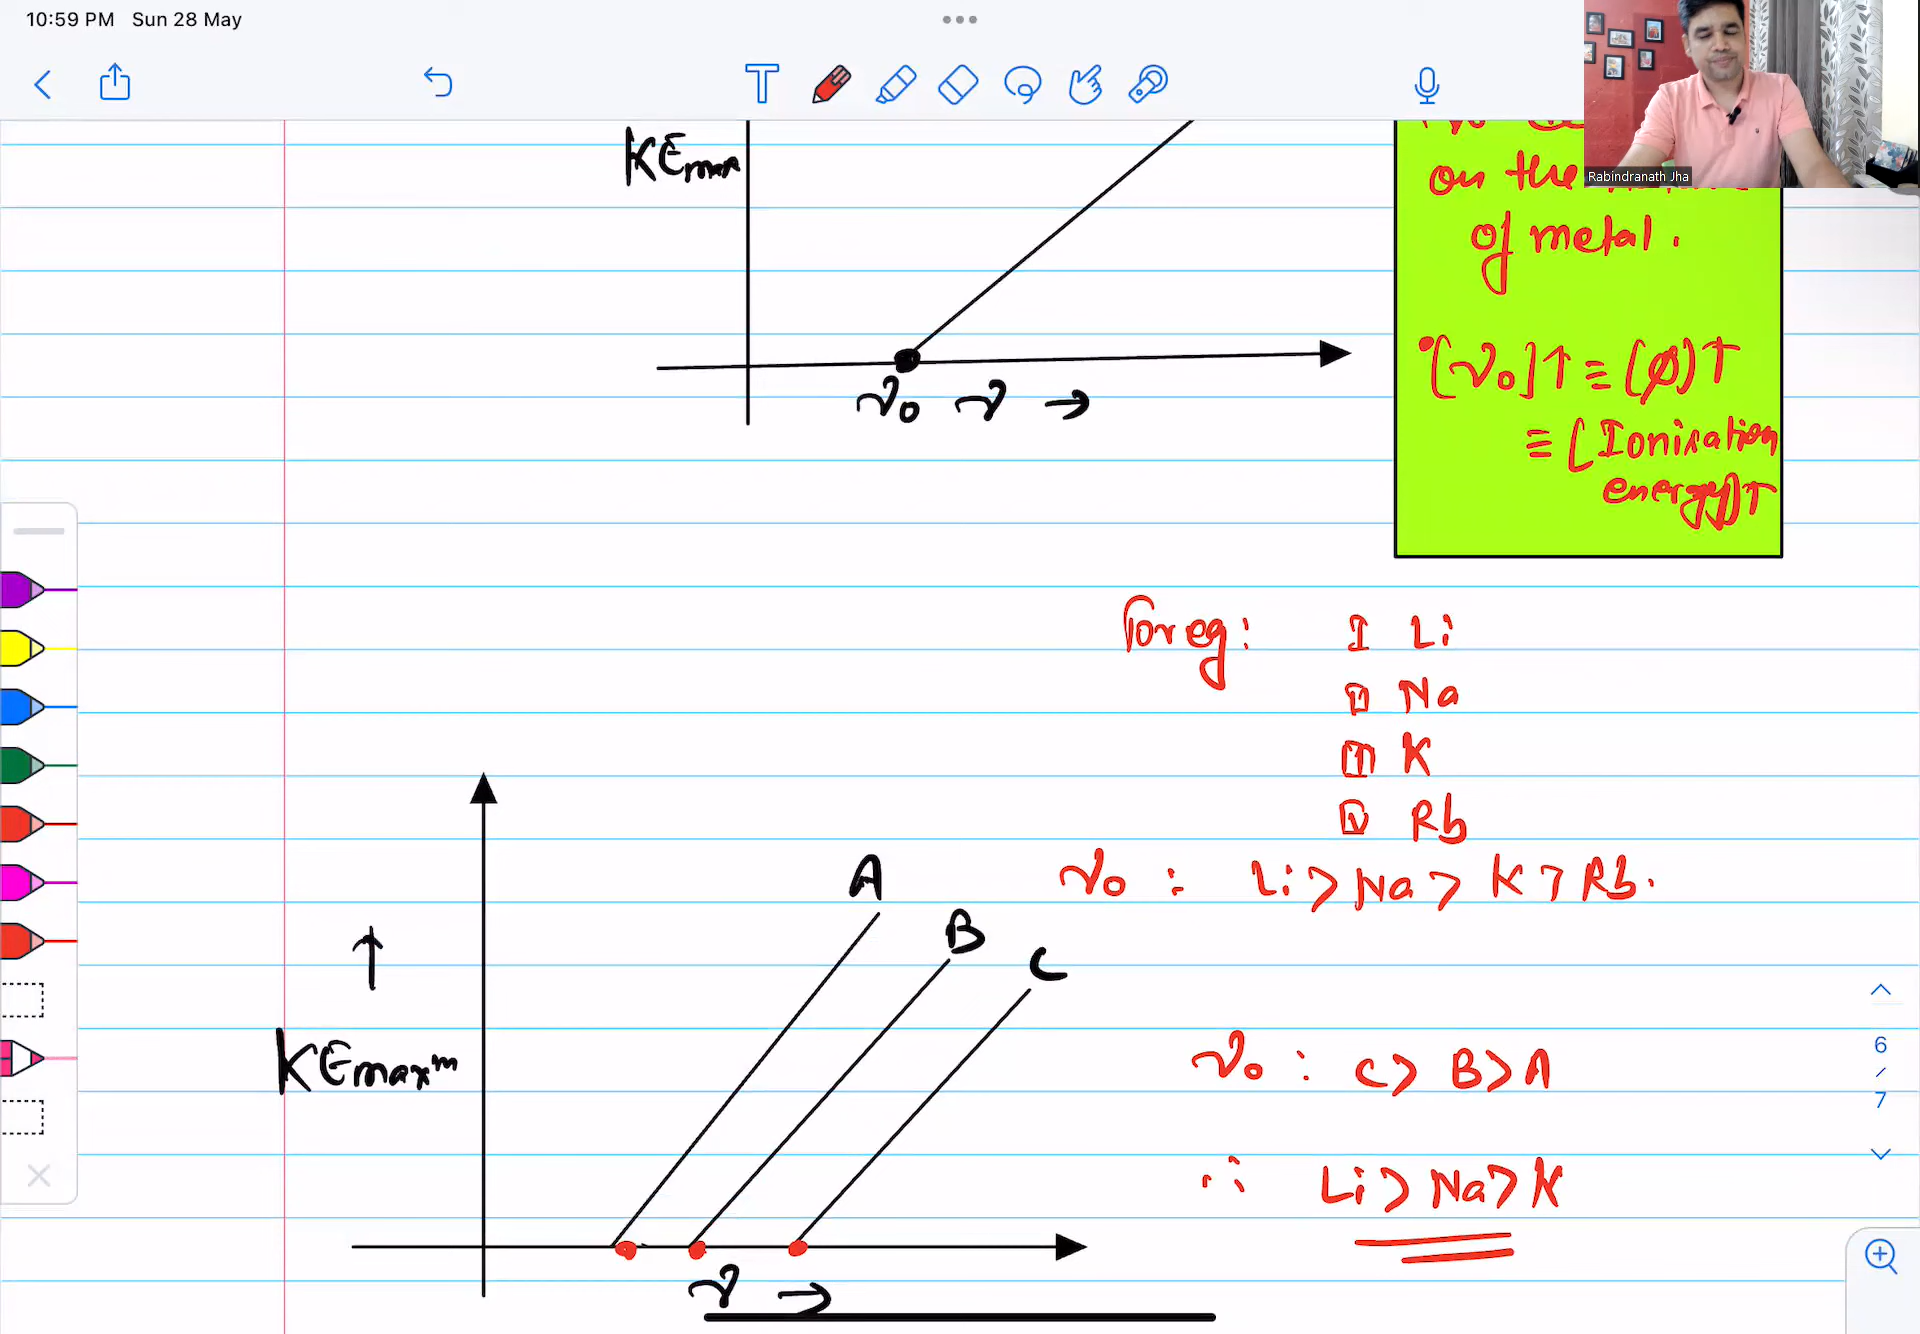 10:59 PM Sun 28 May
Rabindranath Jha
KEmax
on the
of metal.
ν₀ ν →
•[ν₀]↑ ≡ (φ)↑
≡ [Ionisation
energy]↑
For eg: I Li
II Na
III K
IV Rb
ν₀ : Li > Na > K > Rb.
A
B
C
↑
KEmaxᵐ
ν₀ : C > B > A
∴ Li > Na > K
ν →
6
/
7